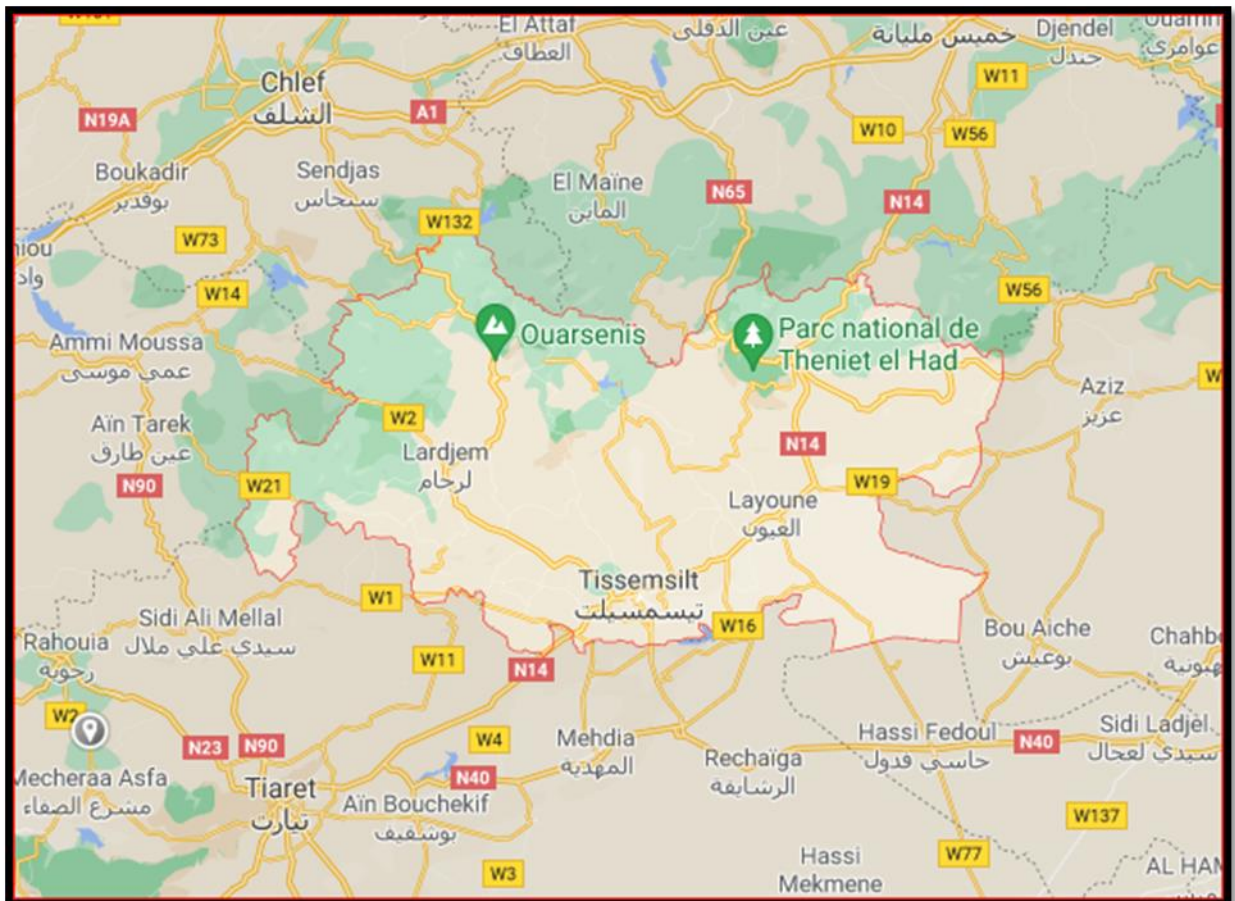 El Attaf
العطاف
عين الدفلى
خميس مليانة
Djendel
جندل
عوامري
Chlef
الشلف
W11
N19A
A1
W10
W56
Boukadir
بوقدير
Sendjas
سنجاس
El Maïne
الماين
N65
N14
W132
W73
W14
W56
Ouarsenis
Parc national de
Theniet el Had
Ammi Moussa
عمي موسى
Aziz
عزيز
W2
Aïn Tarek
عين طارق
Lardjem
لرجام
N14
N90
W21
W19
Layoune
العيون
Tissemsilt
تيسمسيلت
W1
W16
Sidi Ali Mellal
سيدي علي ملال
Rahouia
رحوية
Bou Aiche
بوعيش
W11
N14
W2
N23
N90
W4
Mehdia
المهدية
Hassi Fedoul
حاسي فدول
N40
Sidi Ladjel
سيدي لعجال
Rechaïga
الرشايقة
N40
Mecheraa Asfa
مشرع الصفاء
Tiaret
تيارت
Aïn Bouchekif
بوشقيف
W137
W3
W77
Hassi
Mekmene